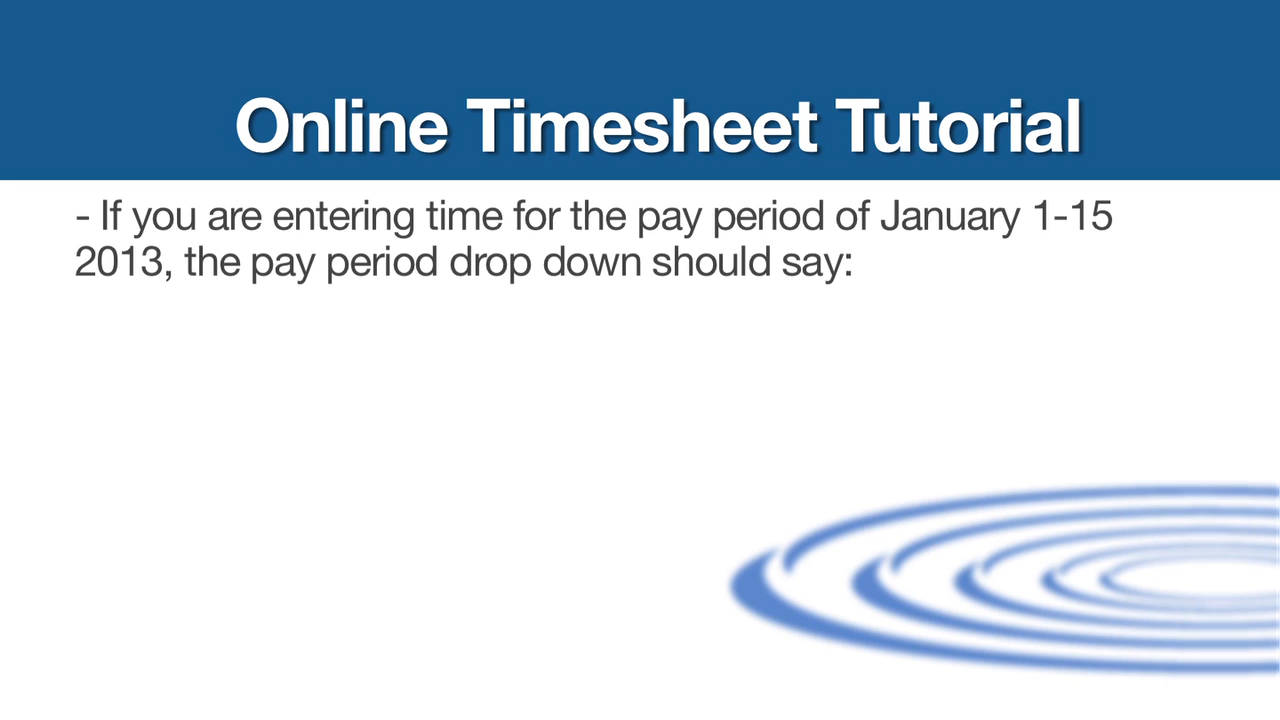 Online Timesheet Tutorial
- If you are entering time for the pay period of January 1-15
2013, the pay period drop down should say: